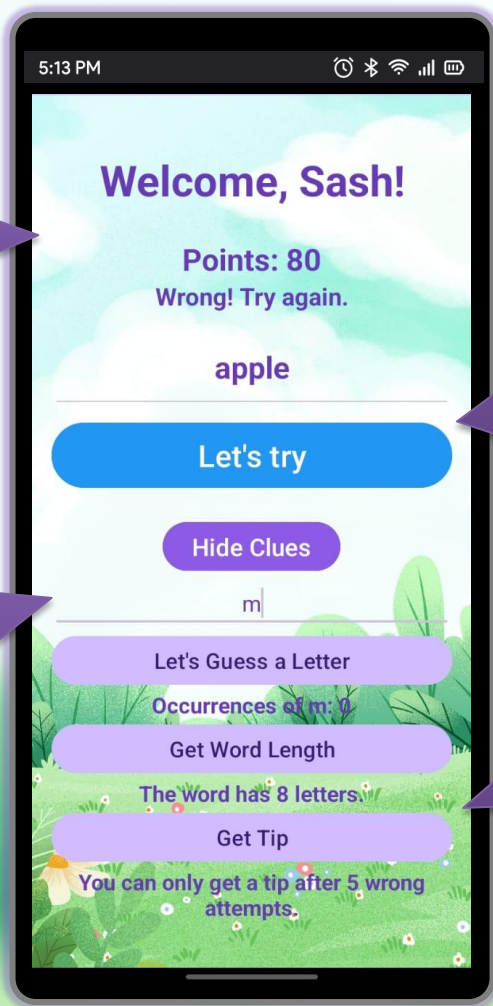 5:13 PM
Welcome, Sash!
Points: 80
Wrong! Try again.
apple
Let's try
Hide Clues
m
Let's Guess a Letter
Occurrences of m: 0
Get Word Length
The word has 8 letters.
Get Tip
You can only get a tip after 5 wrong
attempts.